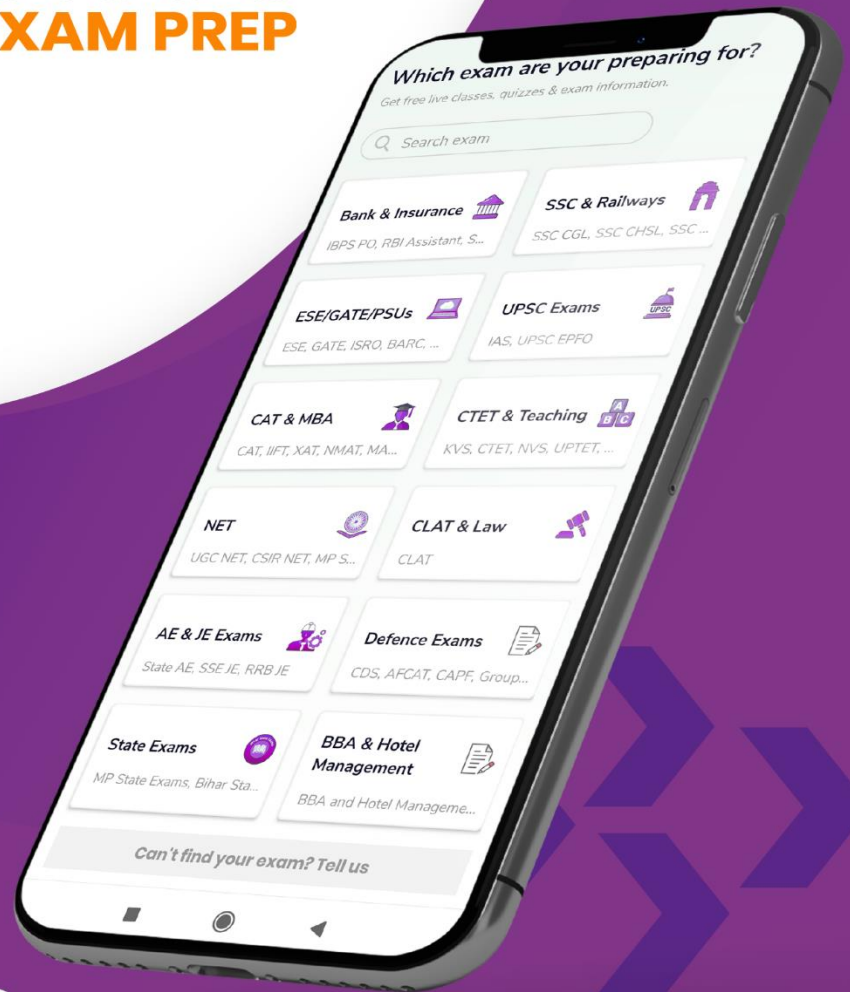 XAM PREP
Which exam are your preparing for?
Get free live classes, quizzes & exam information.
Search exam
Bank & Insurance
IBPS PO, RBI Assistant, S...
SSC & Railways
SSC CGL, SSC CHSL, SSC ...
ESE/GATE/PSUs
ESE, GATE, ISRO, BARC, ...
UPSC Exams
UPSC
IAS, UPSC EPFO
CAT & MBA
CAT, IIFT, XAT, NMAT, MA...
CTET & Teaching
A
B C
KVS, CTET, NVS, UPTET, ...
NET
UGC NET, CSIR NET, MP S...
CLAT & Law
CLAT
AE & JE Exams
State AE, SSE JE, RRB JE
Defence Exams
CDS, AFCAT, CAPF, Group...
State Exams
MP State Exams, Bihar Sta...
BBA & Hotel
Management
BBA and Hotel Manageme...
Can't find your exam? Tell us